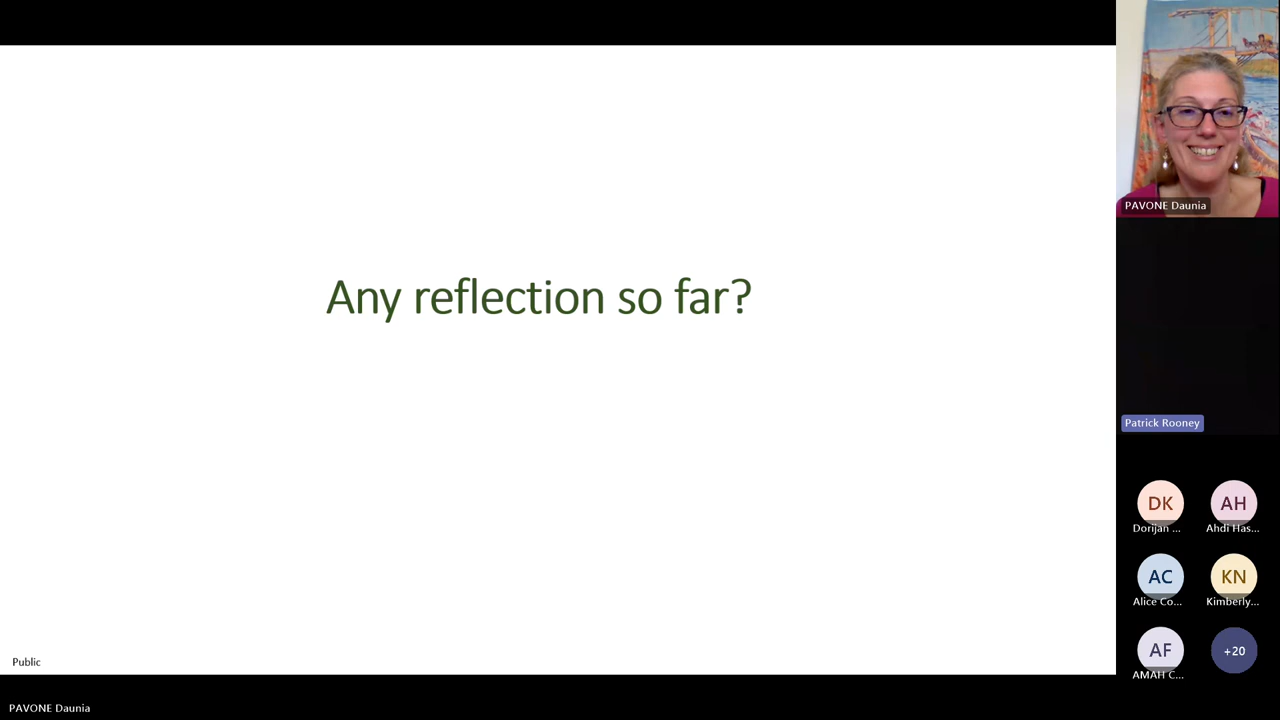 Any reflection so far?
Public
PAVONE Daunia
PAVONE Daunia
Patrick Rooney
DK
Dorijan ...
AH
Ahdi Has...
AC
Alice Co...
KN
Kimberly...
AF
AMAH C...
+20